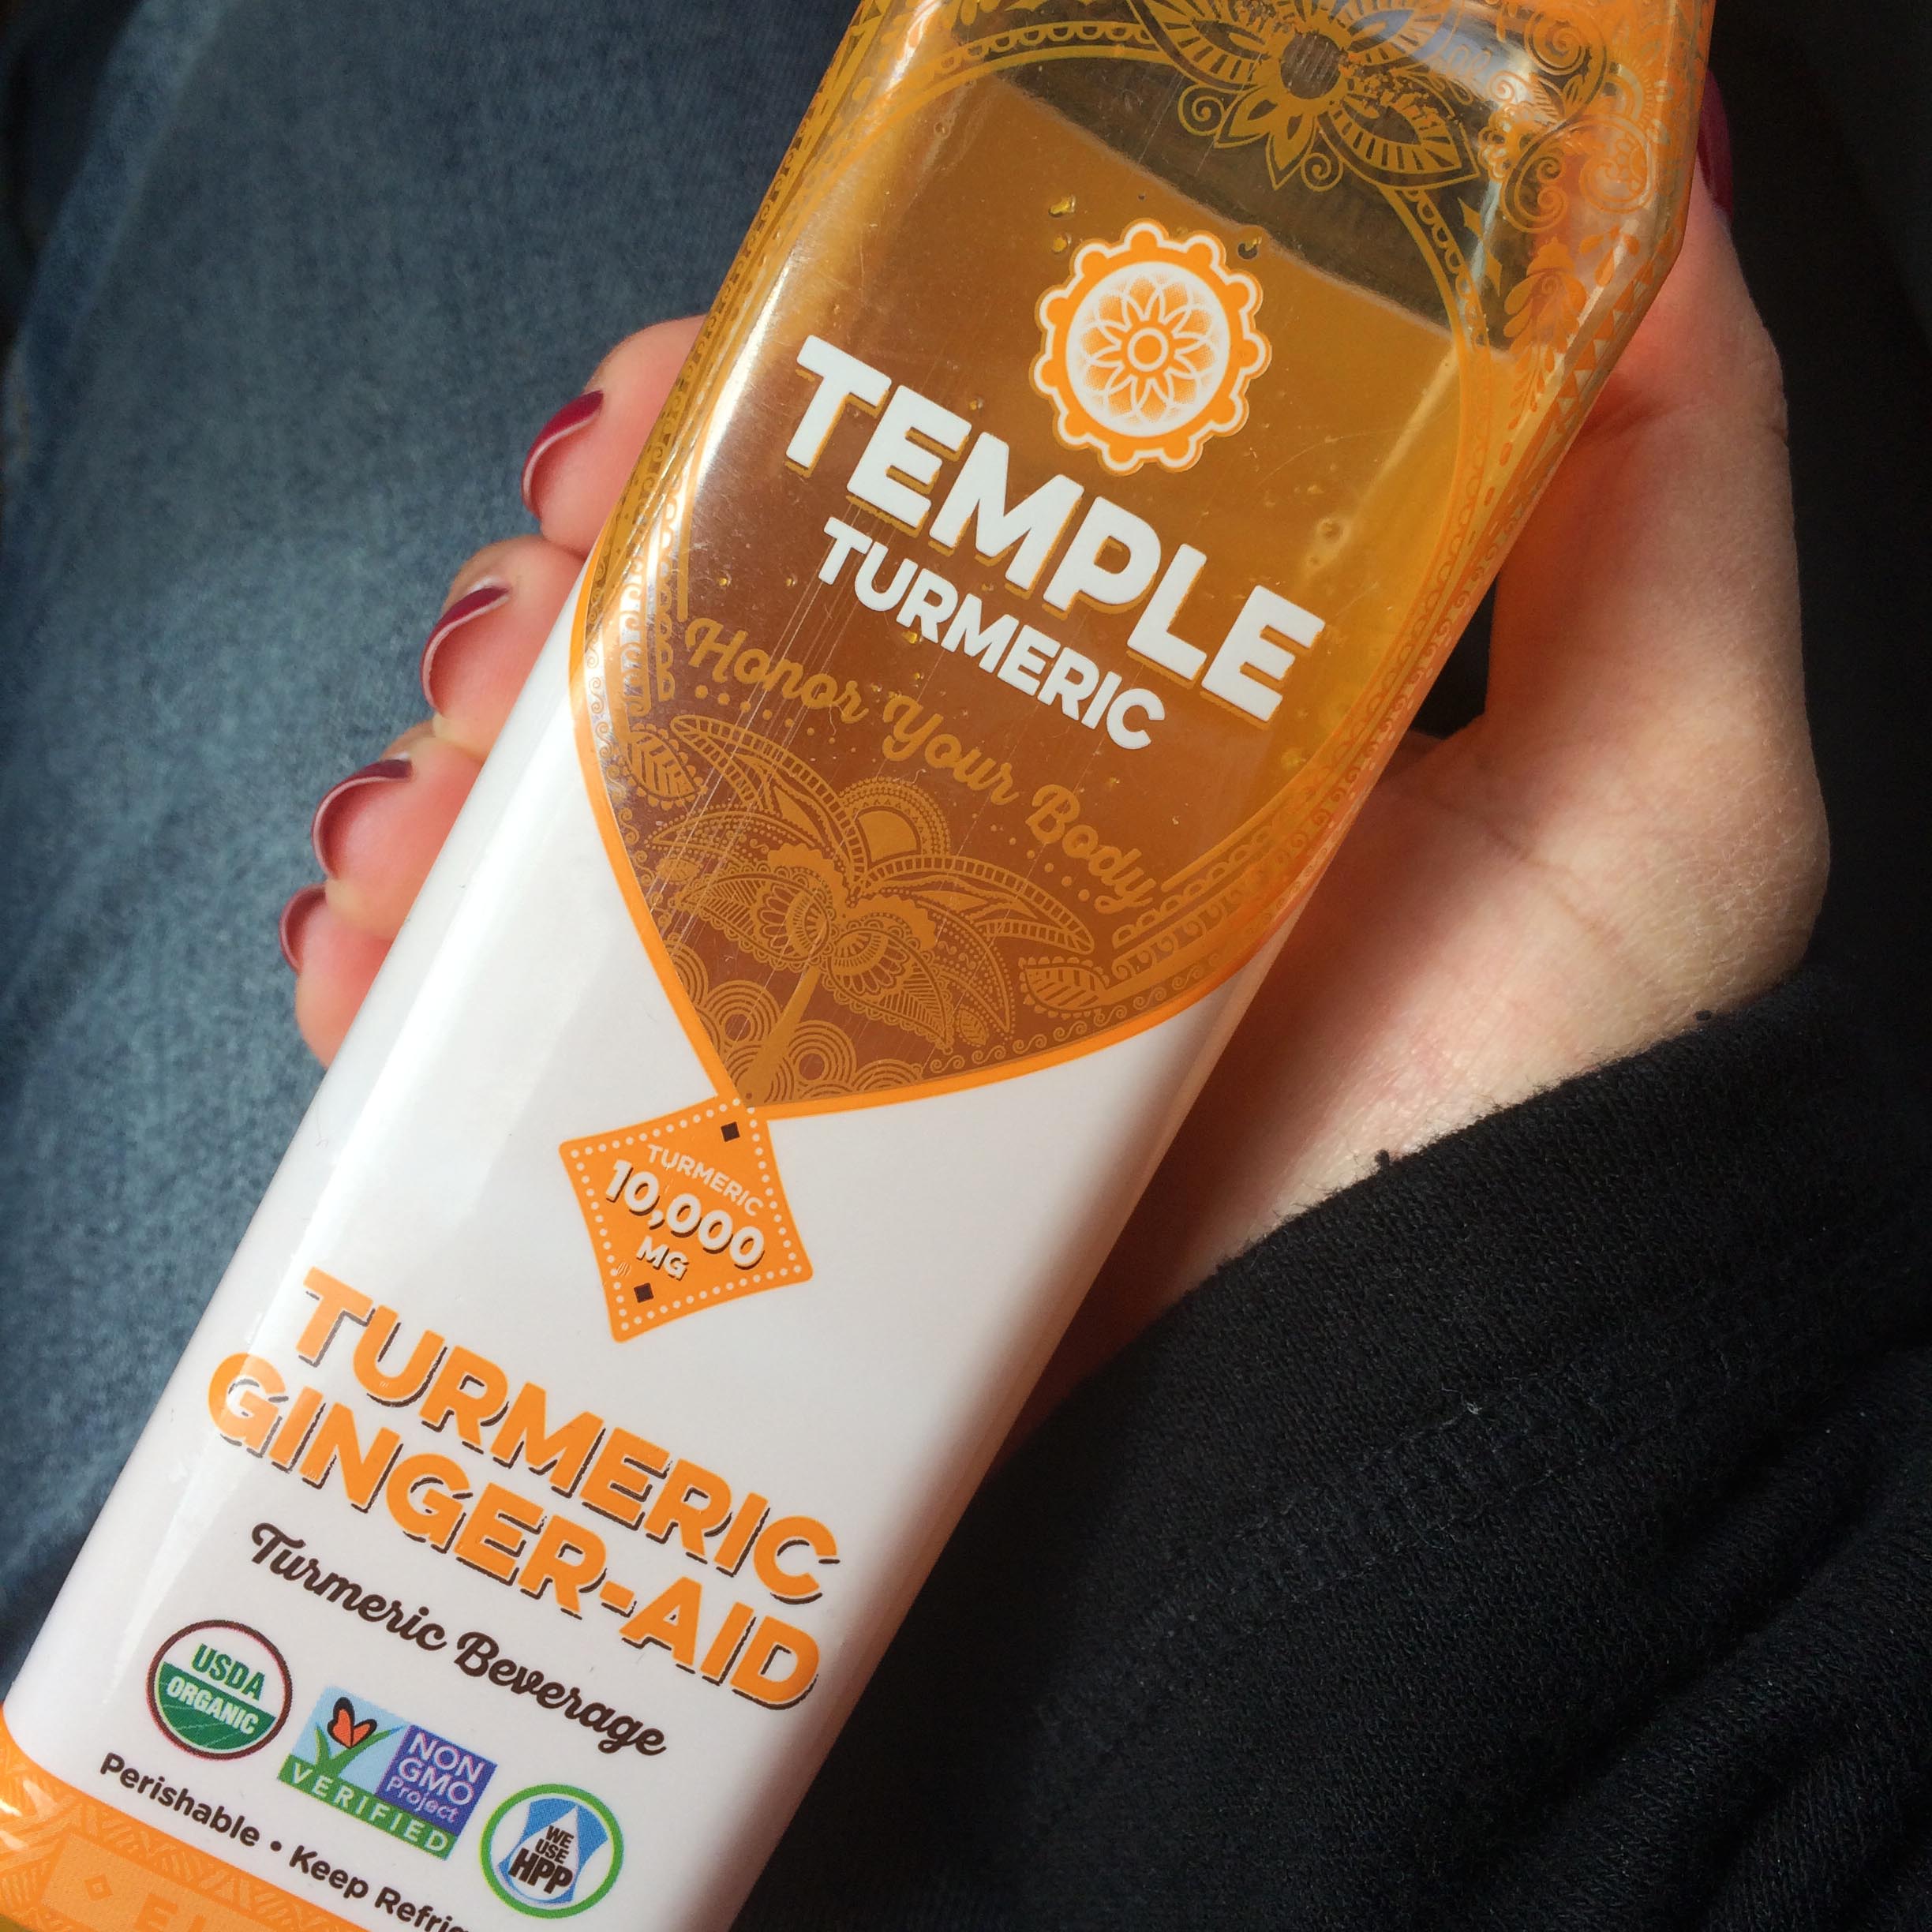 TEMPLE
TURMERIC
Honor Your Body
TURMERIC
10,000
MG
TURMERIC
GINGER-AID
Turmeric Beverage
USDA
ORGANIC
NON
GMO
Project
VERIFIED
WE
USE
HPP
Perishable • Keep